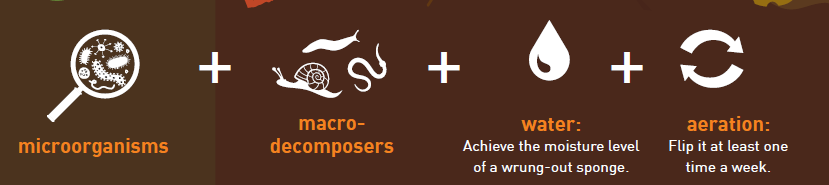 + + +
microorganisms
macro-
decomposers
water:
Achieve the moisture level
of a wrung-out sponge.
aeration:
Flip it at least one
time a week.